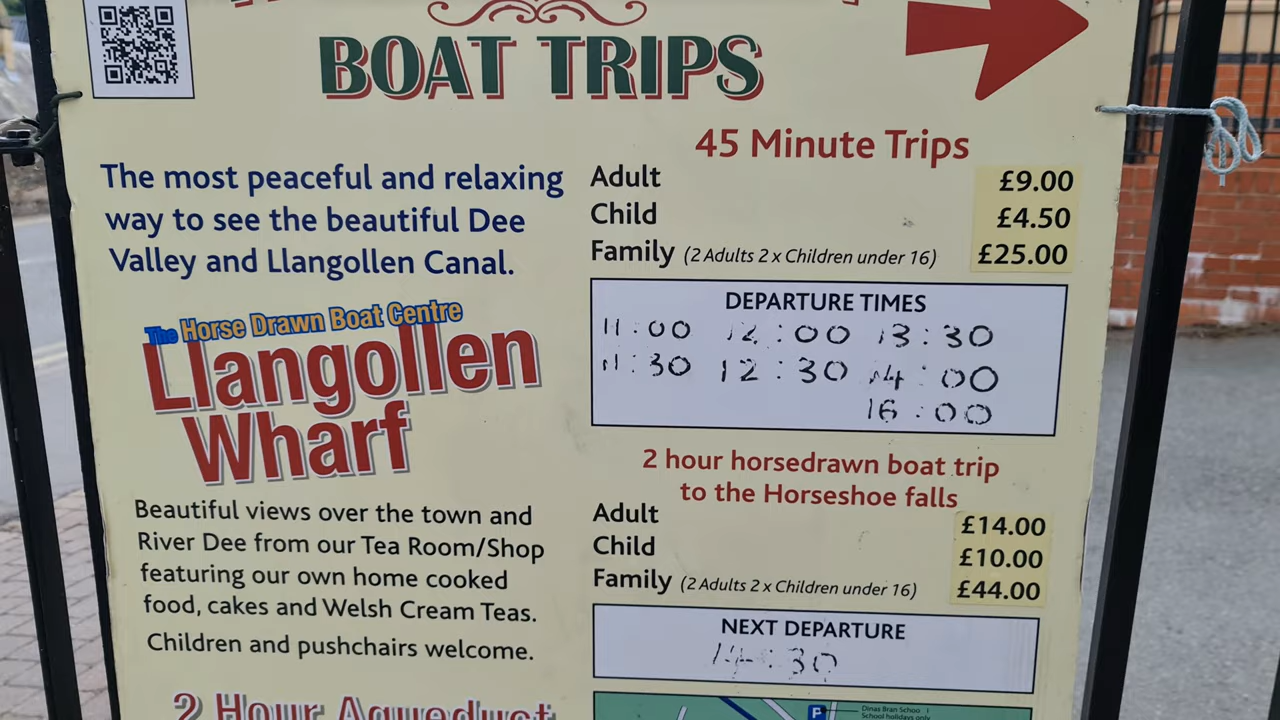 BOAT TRIPS
The most peaceful and relaxing
way to see the beautiful Dee
Valley and Llangollen Canal.
The Horse Drawn Boat Centre
Llangollen
Wharf
Beautiful views over the town and
River Dee from our Tea Room/Shop
featuring our own home cooked
food, cakes and Welsh Cream Teas.
Children and pushchairs welcome.
2 Hour Aqueduct
45 Minute Trips
Adult £9.00
Child £4.50
Family (2 Adults 2 x Children under 16) £25.00
DEPARTURE TIMES
11:00 12:00 13:30
11:30 12:30 14:00
16:00
2 hour horsedrawn boat trip
to the Horseshoe falls
Adult £14.00
Child £10.00
Family (2 Adults 2 x Children under 16) £44.00
NEXT DEPARTURE
14:30
P
Dinas Bran School
School holidays only